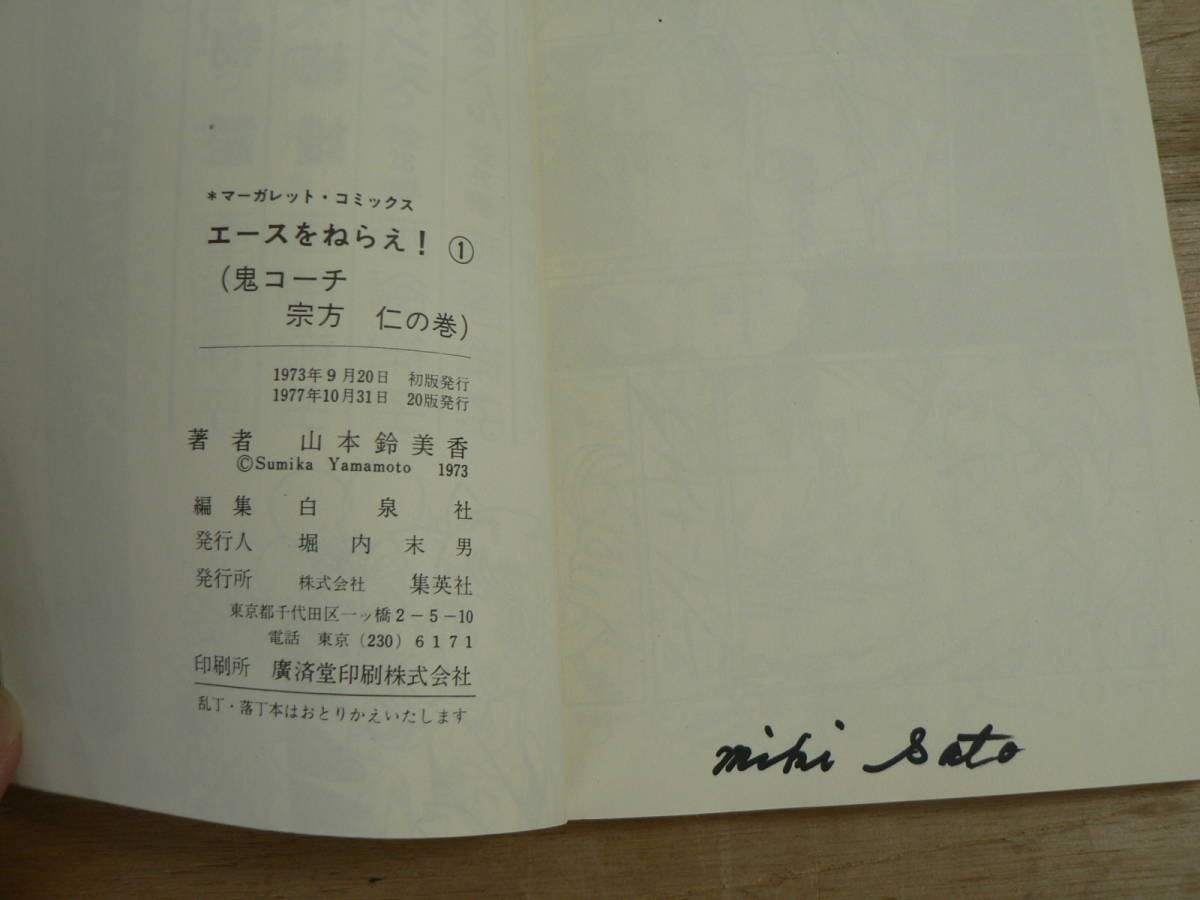 *マーガレット・コミックス
エースをねらえ! ①
(鬼コーチ
宗方 仁の巻)
1973年9月20日 初版発行
1977年10月31日 20版発行
著者 山本鈴美香
©Sumika Yamamoto 1973
編集 白泉社
発行人 堀内末男
発行所 株式会社 集英社
東京都千代田区一ッ橋2-5-10
電話 東京(230)6171
印刷所 廣済堂印刷株式会社
乱丁・落丁本はおとりかえいたします
miki Sato